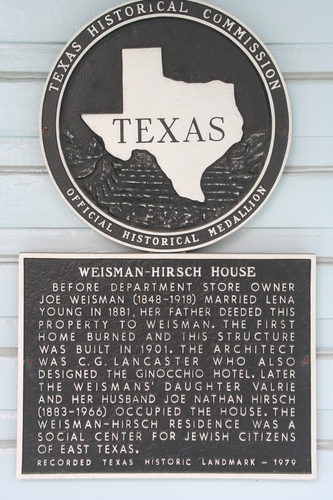 TEXAS HISTORICAL COMMISSION
TEXAS
OFFICIAL HISTORICAL MEDALLION
WEISMAN-HIRSCH HOUSE
BEFORE DEPARTMENT STORE OWNER
JOE WEISMAN (1848-1918) MARRIED LENA
YOUNG IN 1881, HER FATHER DEEDED THIS
PROPERTY TO WEISMAN. THE FIRST
HOME BURNED AND THIS STRUCTURE
WAS BUILT IN 1901. THE ARCHITECT
WAS C.G. LANCASTER WHO ALSO
DESIGNED THE GINOCCHIO HOTEL. LATER
THE WEISMANS' DAUGHTER VALRIE
AND HER HUSBAND JOE NATHAN HIRSCH
(1883-1966) OCCUPIED THE HOUSE. THE
WEISMAN-HIRSCH RESIDENCE WAS A
SOCIAL CENTER FOR JEWISH CITIZENS
OF EAST TEXAS.
RECORDED TEXAS HISTORIC LANDMARK - 1979